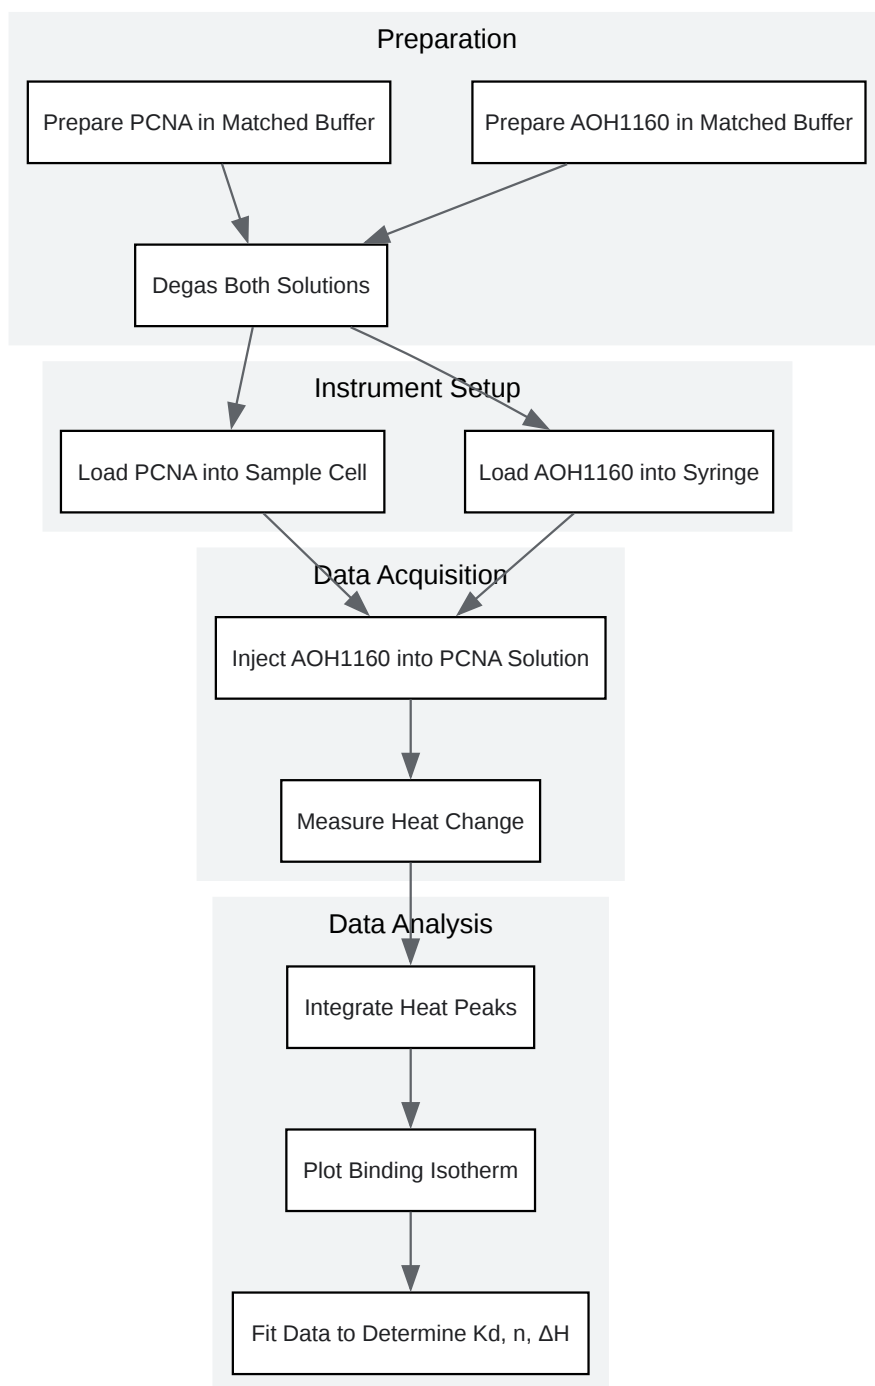 Preparation
Prepare PCNA in Matched Buffer
Prepare AOH1160 in Matched Buffer
Degas Both Solutions
Instrument Setup
Load PCNA into Sample Cell
Load AOH1160 into Syringe
Data Acquisition
Inject AOH1160 into PCNA Solution
Measure Heat Change
Data Analysis
Integrate Heat Peaks
Plot Binding Isotherm
Fit Data to Determine Kd, n, ΔH